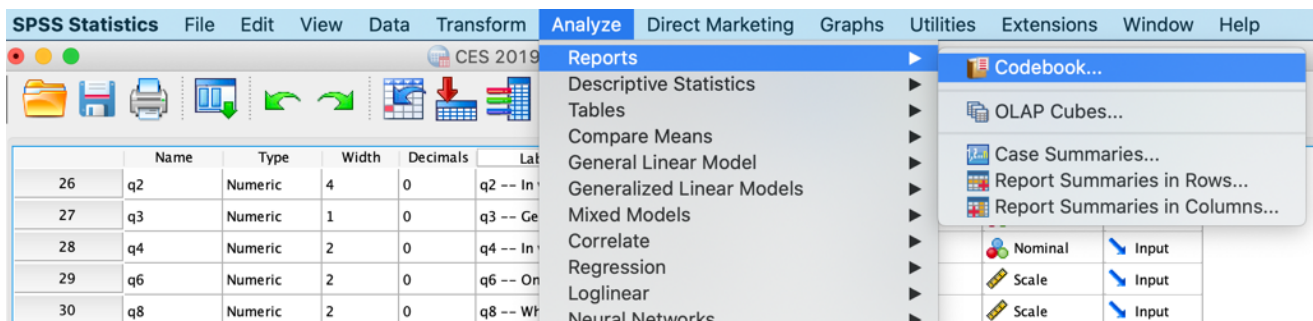 SPSS Statistics File Edit View Data Transform Analyze Direct Marketing Graphs Utilities Extensions Window Help
CES 2019
Reports
Codebook...
Descriptive Statistics
Tables
OLAP Cubes...
Compare Means
General Linear Model
Case Summaries...
Generalized Linear Models
Report Summaries in Rows...
Mixed Models
Report Summaries in Columns...
Correlate
Regression
Loglinear
Neural Networks
Name Type Width Decimals Lab
26 q2 Numeric 4 0 q2 -- In
27 q3 Numeric 1 0 q3 -- Ge
28 q4 Numeric 2 0 q4 -- In Nominal Input
29 q6 Numeric 2 0 q6 -- On Scale Input
30 q8 Numeric 2 0 q8 -- Wh Scale Input